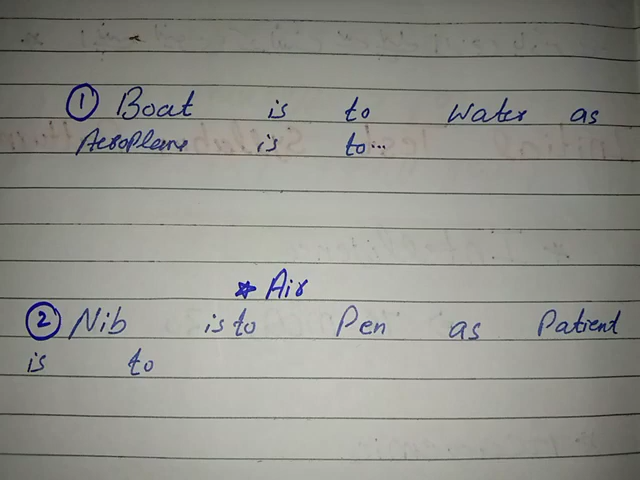 ① Boat is to Water as
Aeroplane is to...
* Air
② Nib is to Pen as Patient
is to